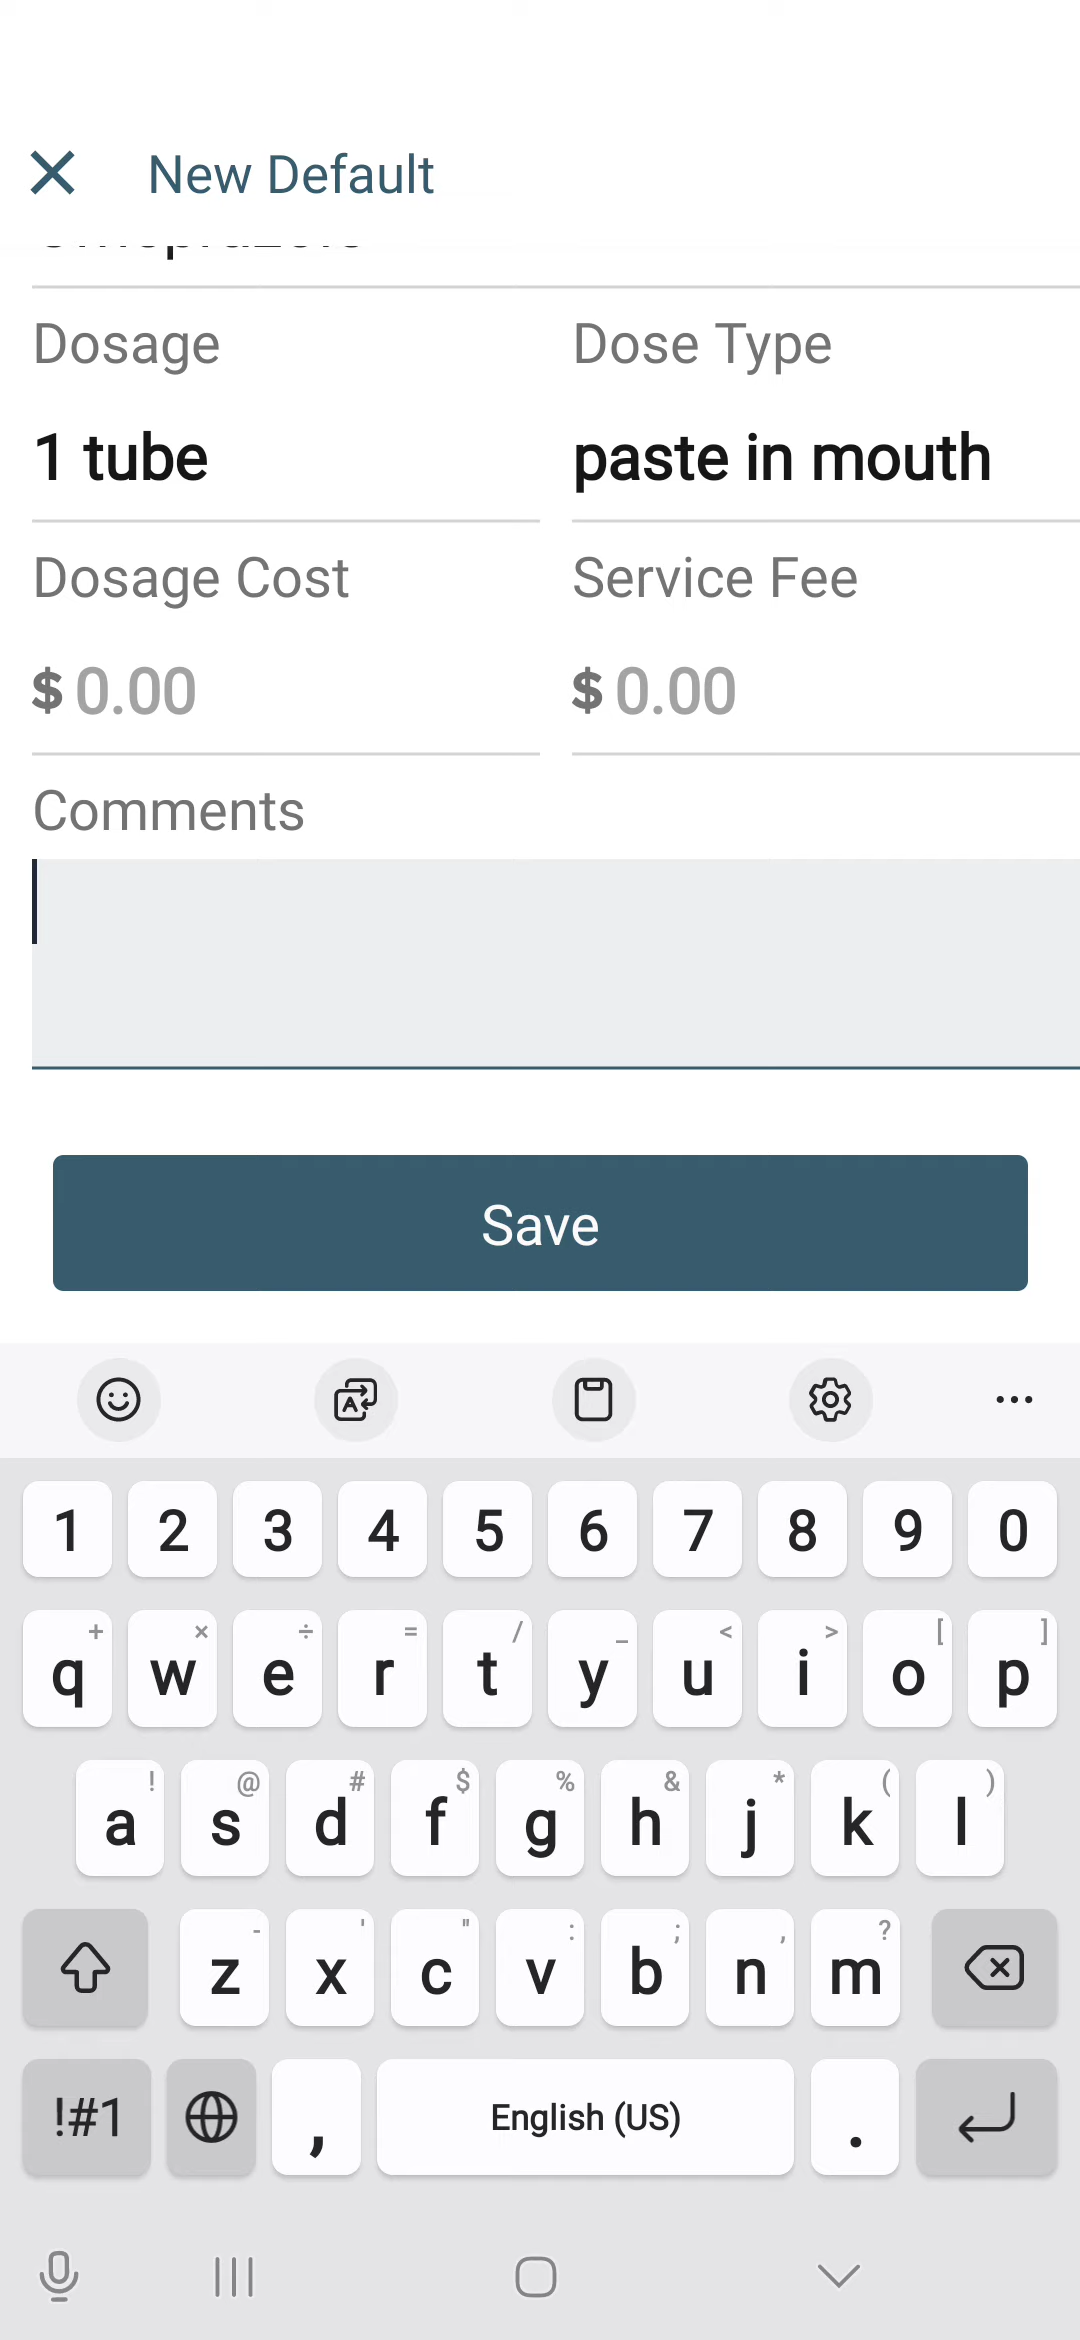 New Default
Dosage
Dose Type
1 tube
paste in mouth
Dosage Cost
Service Fee
$ 0.00
$ 0.00
Comments
Save
1 2 3 4 5 6 7 8 9 0
+ × ÷ = / _ < > [ ]
q w e r t y u i o p
! @ # $ % & * ( )
a s d f g h j k l
- ' " : ; , ?
z x c v b n m
!#1 , English (US) .